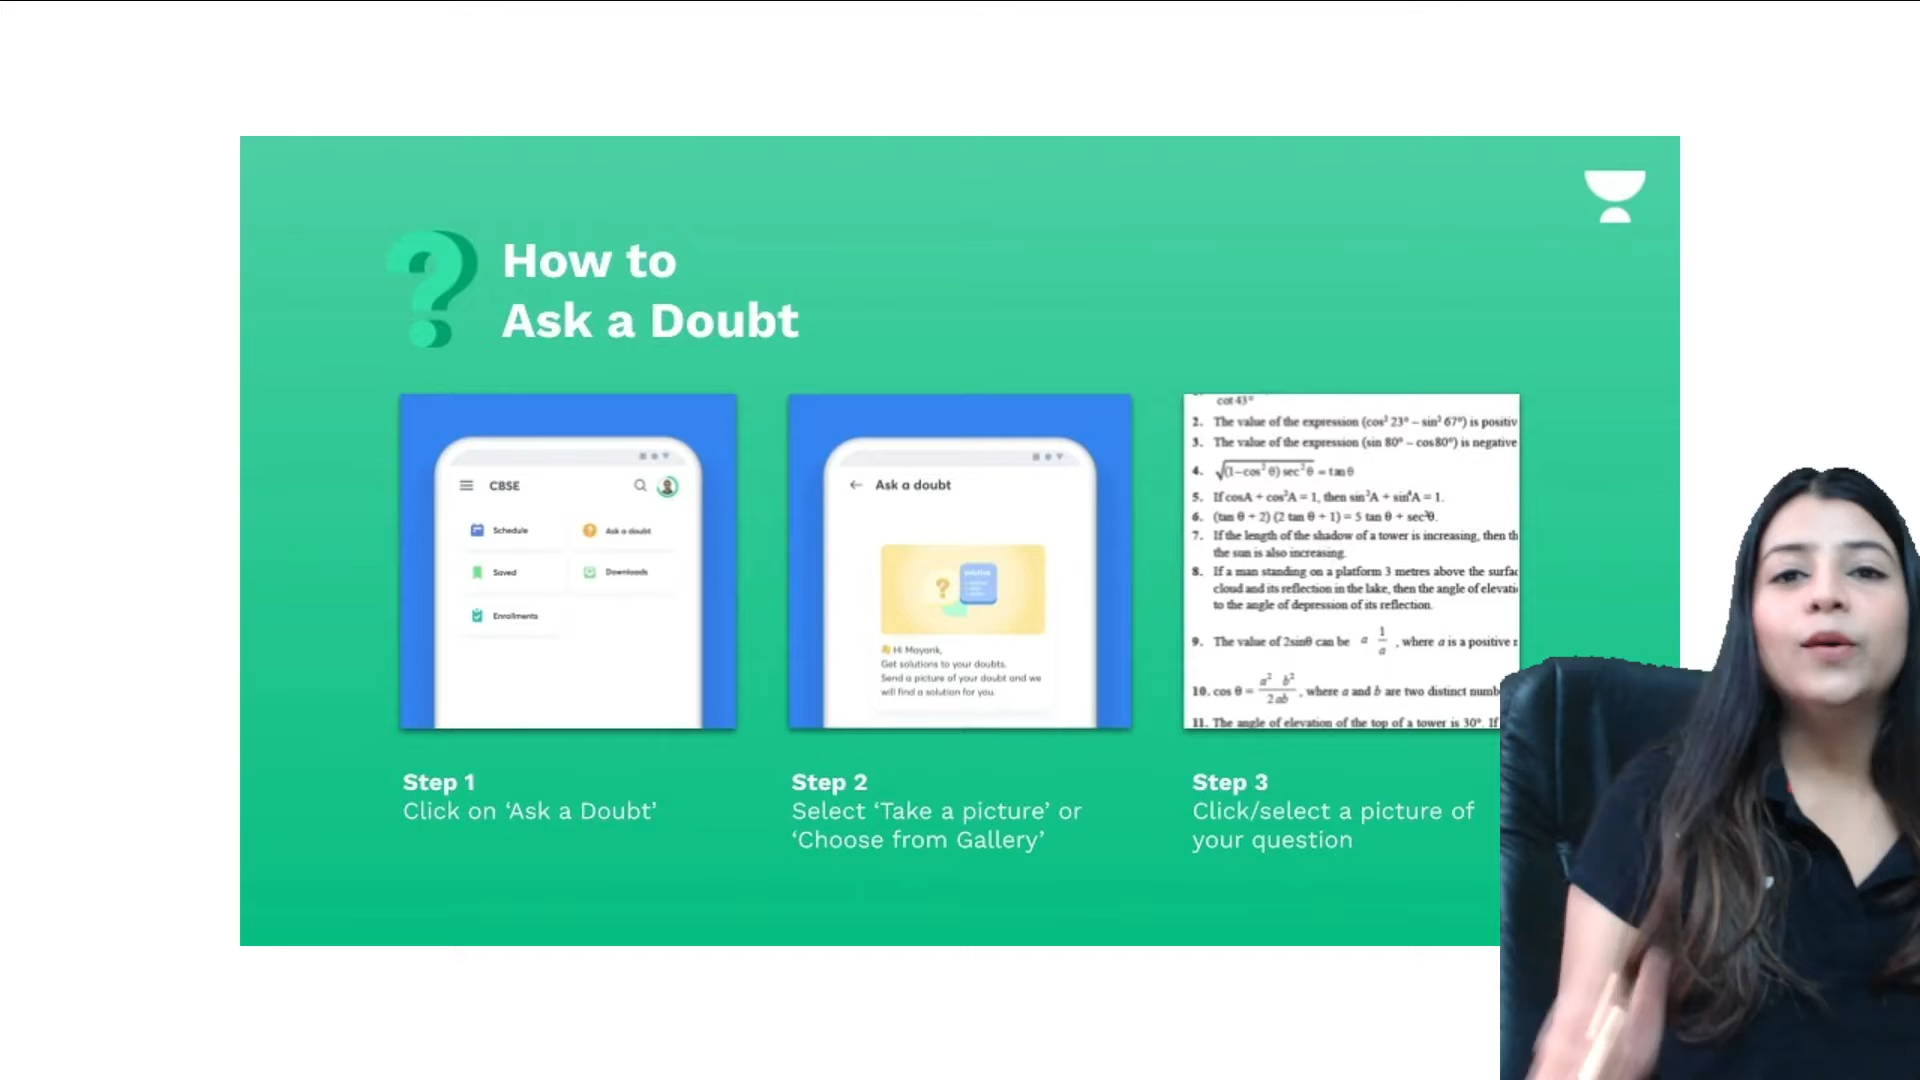 How to
Ask a Doubt
CBSE
Schedule
Ask a doubt
Saved
Downloads
Enrollments
Ask a doubt
?
solution
👋 Hi Mayank,
Get solutions to your doubts.
Send a picture of your doubt and we
will find a solution for you.
cot 43°
2. The value of the expression (cos² 23° – sin² 67°) is positiv
3. The value of the expression (sin 80° – cos 80°) is negative
4. √(1–cos² θ) sec² θ = tan θ
5. If cosA + cos²A = 1, then sin²A + sin⁴A = 1.
6. (tan θ + 2) (2 tan θ + 1) = 5 tan θ + sec²θ.
7. If the length of the shadow of a tower is increasing, then th
the sun is also increasing.
8. If a man standing on a platform 3 metres above the surfac
cloud and its reflection in the lake, then the angle of elevati
to the angle of depression of its reflection.
9. The value of 2sinθ can be a 1/a , where a is a positive
10. cos θ = a² b²/2ab , where a and b are two distinct numb
11. The angle of elevation of the top of a tower is 30°. If
Step 1
Click on ‘Ask a Doubt’
Step 2
Select ‘Take a picture’ or
‘Choose from Gallery’
Step 3
Click/select a picture of
your question